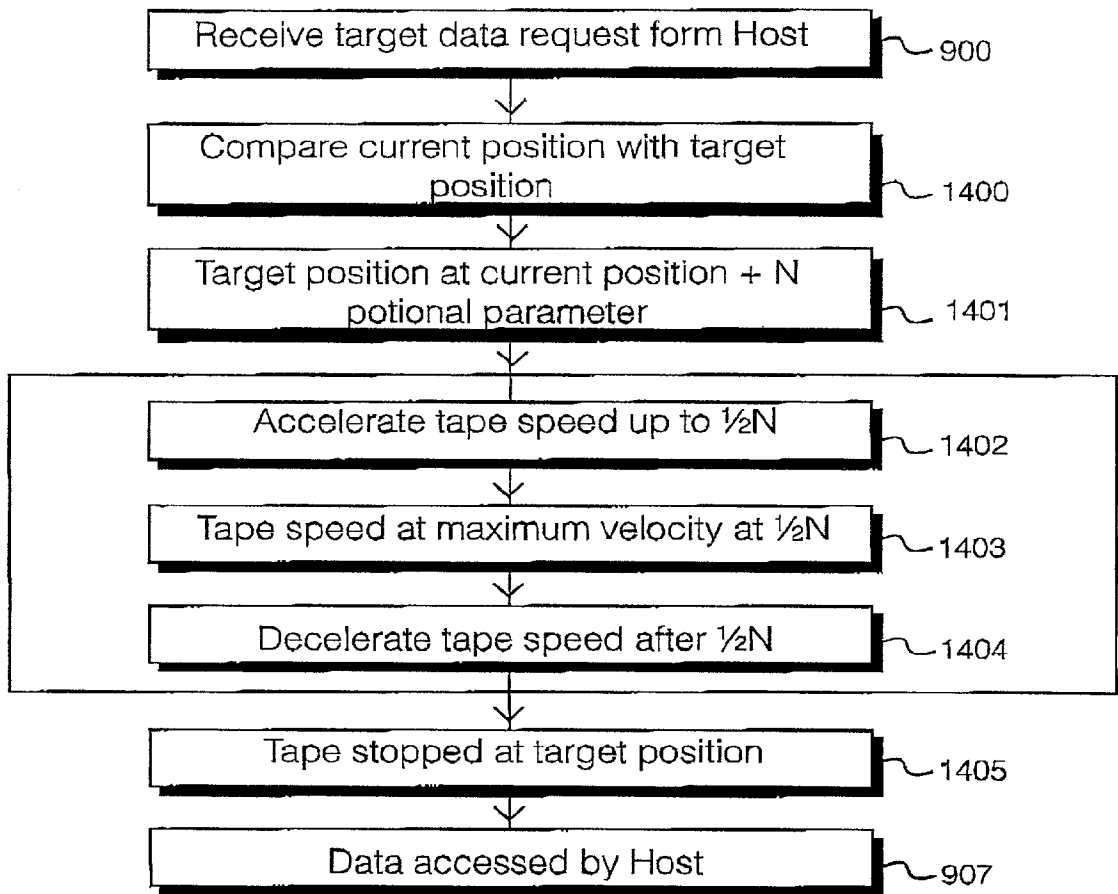 Receive target data request form Host
900
Compare current position with target
position
1400
Target position at current position + N
potional parameter
1401
Accelerate tape speed up to ½N
1402
Tape speed at maximum velocity at ½N
1403
Decelerate tape speed after ½N
1404
Tape stopped at target position
1405
Data accessed by Host
907